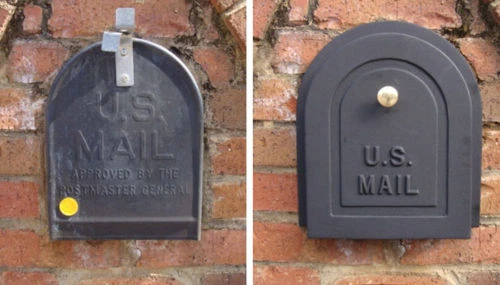 U.S.
MAIL
APPROVED BY THE
POSTMASTER GENERAL
U.S.
MAIL